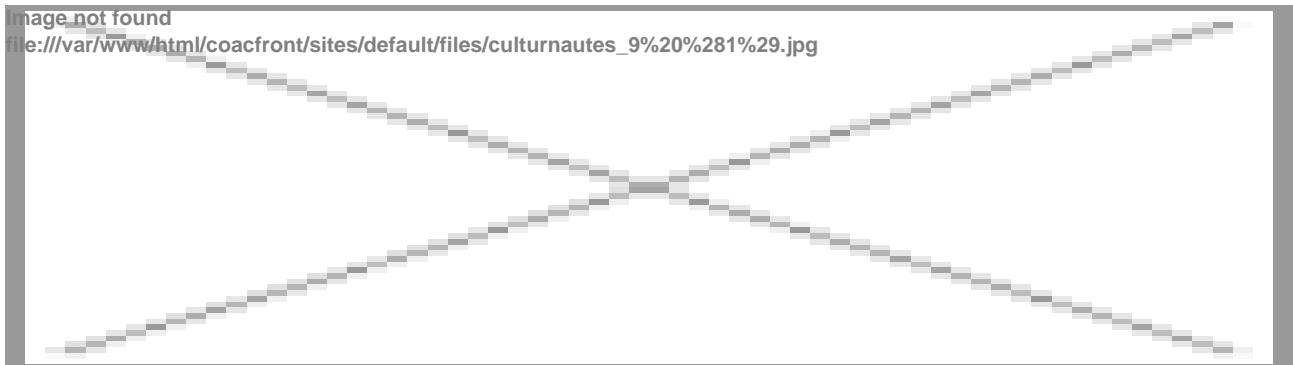 Image not found
file:///var/www/html/coacfront/sites/default/files/culturnautes_9%20%281%29.jpg